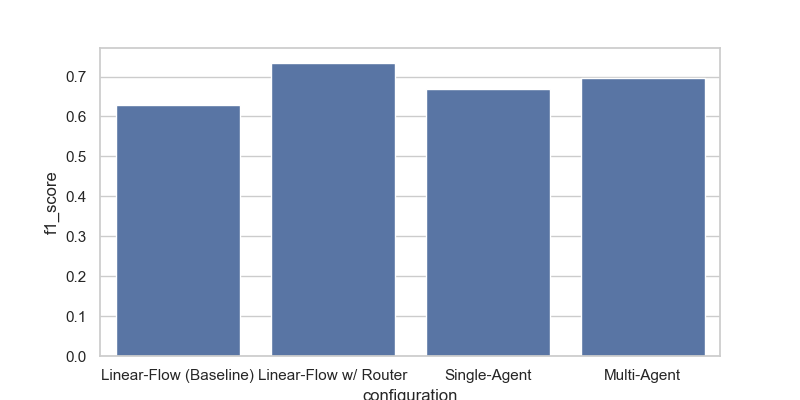 f1_score
0.7
0.6
0.5
0.4
0.3
0.2
0.1
0.0
Linear-Flow (Baseline) Linear-Flow w/ Router Single-Agent Multi-Agent
configuration